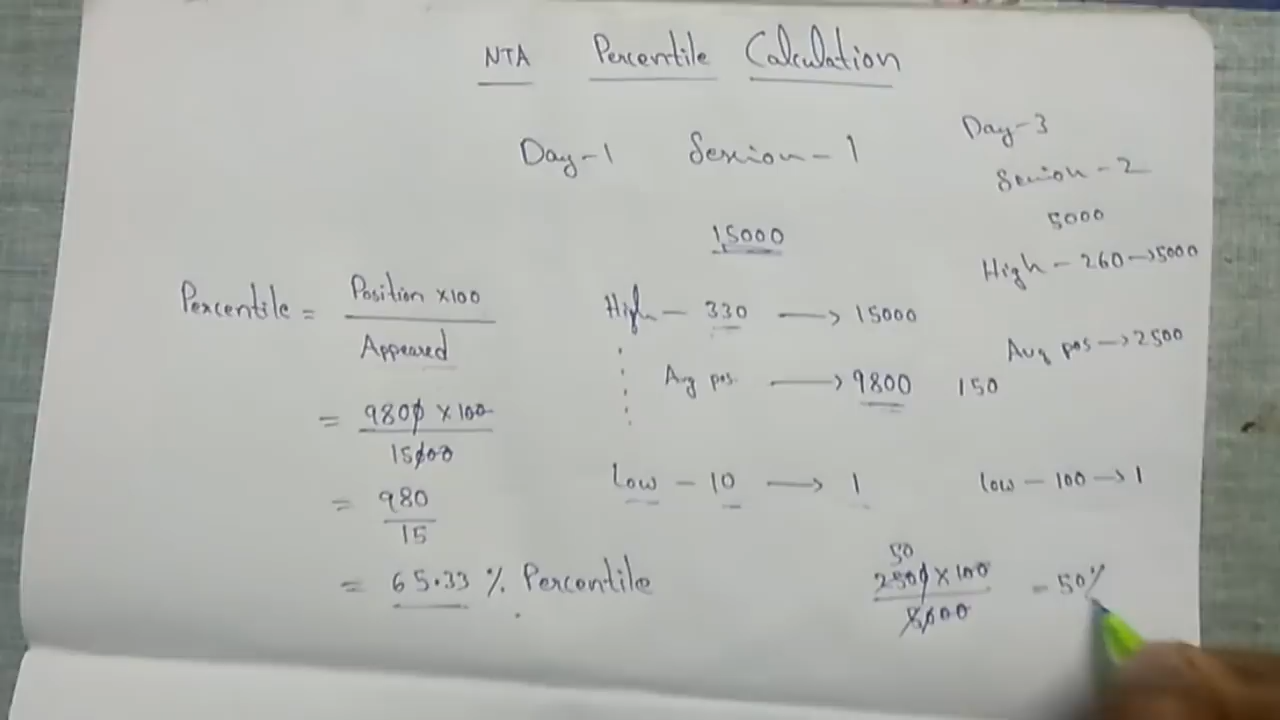 NTA Percentile Calculation
Day-1 Session-1
15000
Percentile = Position x100
Appeared
= 9800 x 100
15000
= 980
15
= 65.33 % Percentile
High - 330 → 15000
Avg pos. → 9800 150
Low - 10 → 1
Day-3
Session-2
5000
High - 260 → 5000
Avg pos → 2500
low - 100 → 1
50
2500 x 100
5000
= 50%